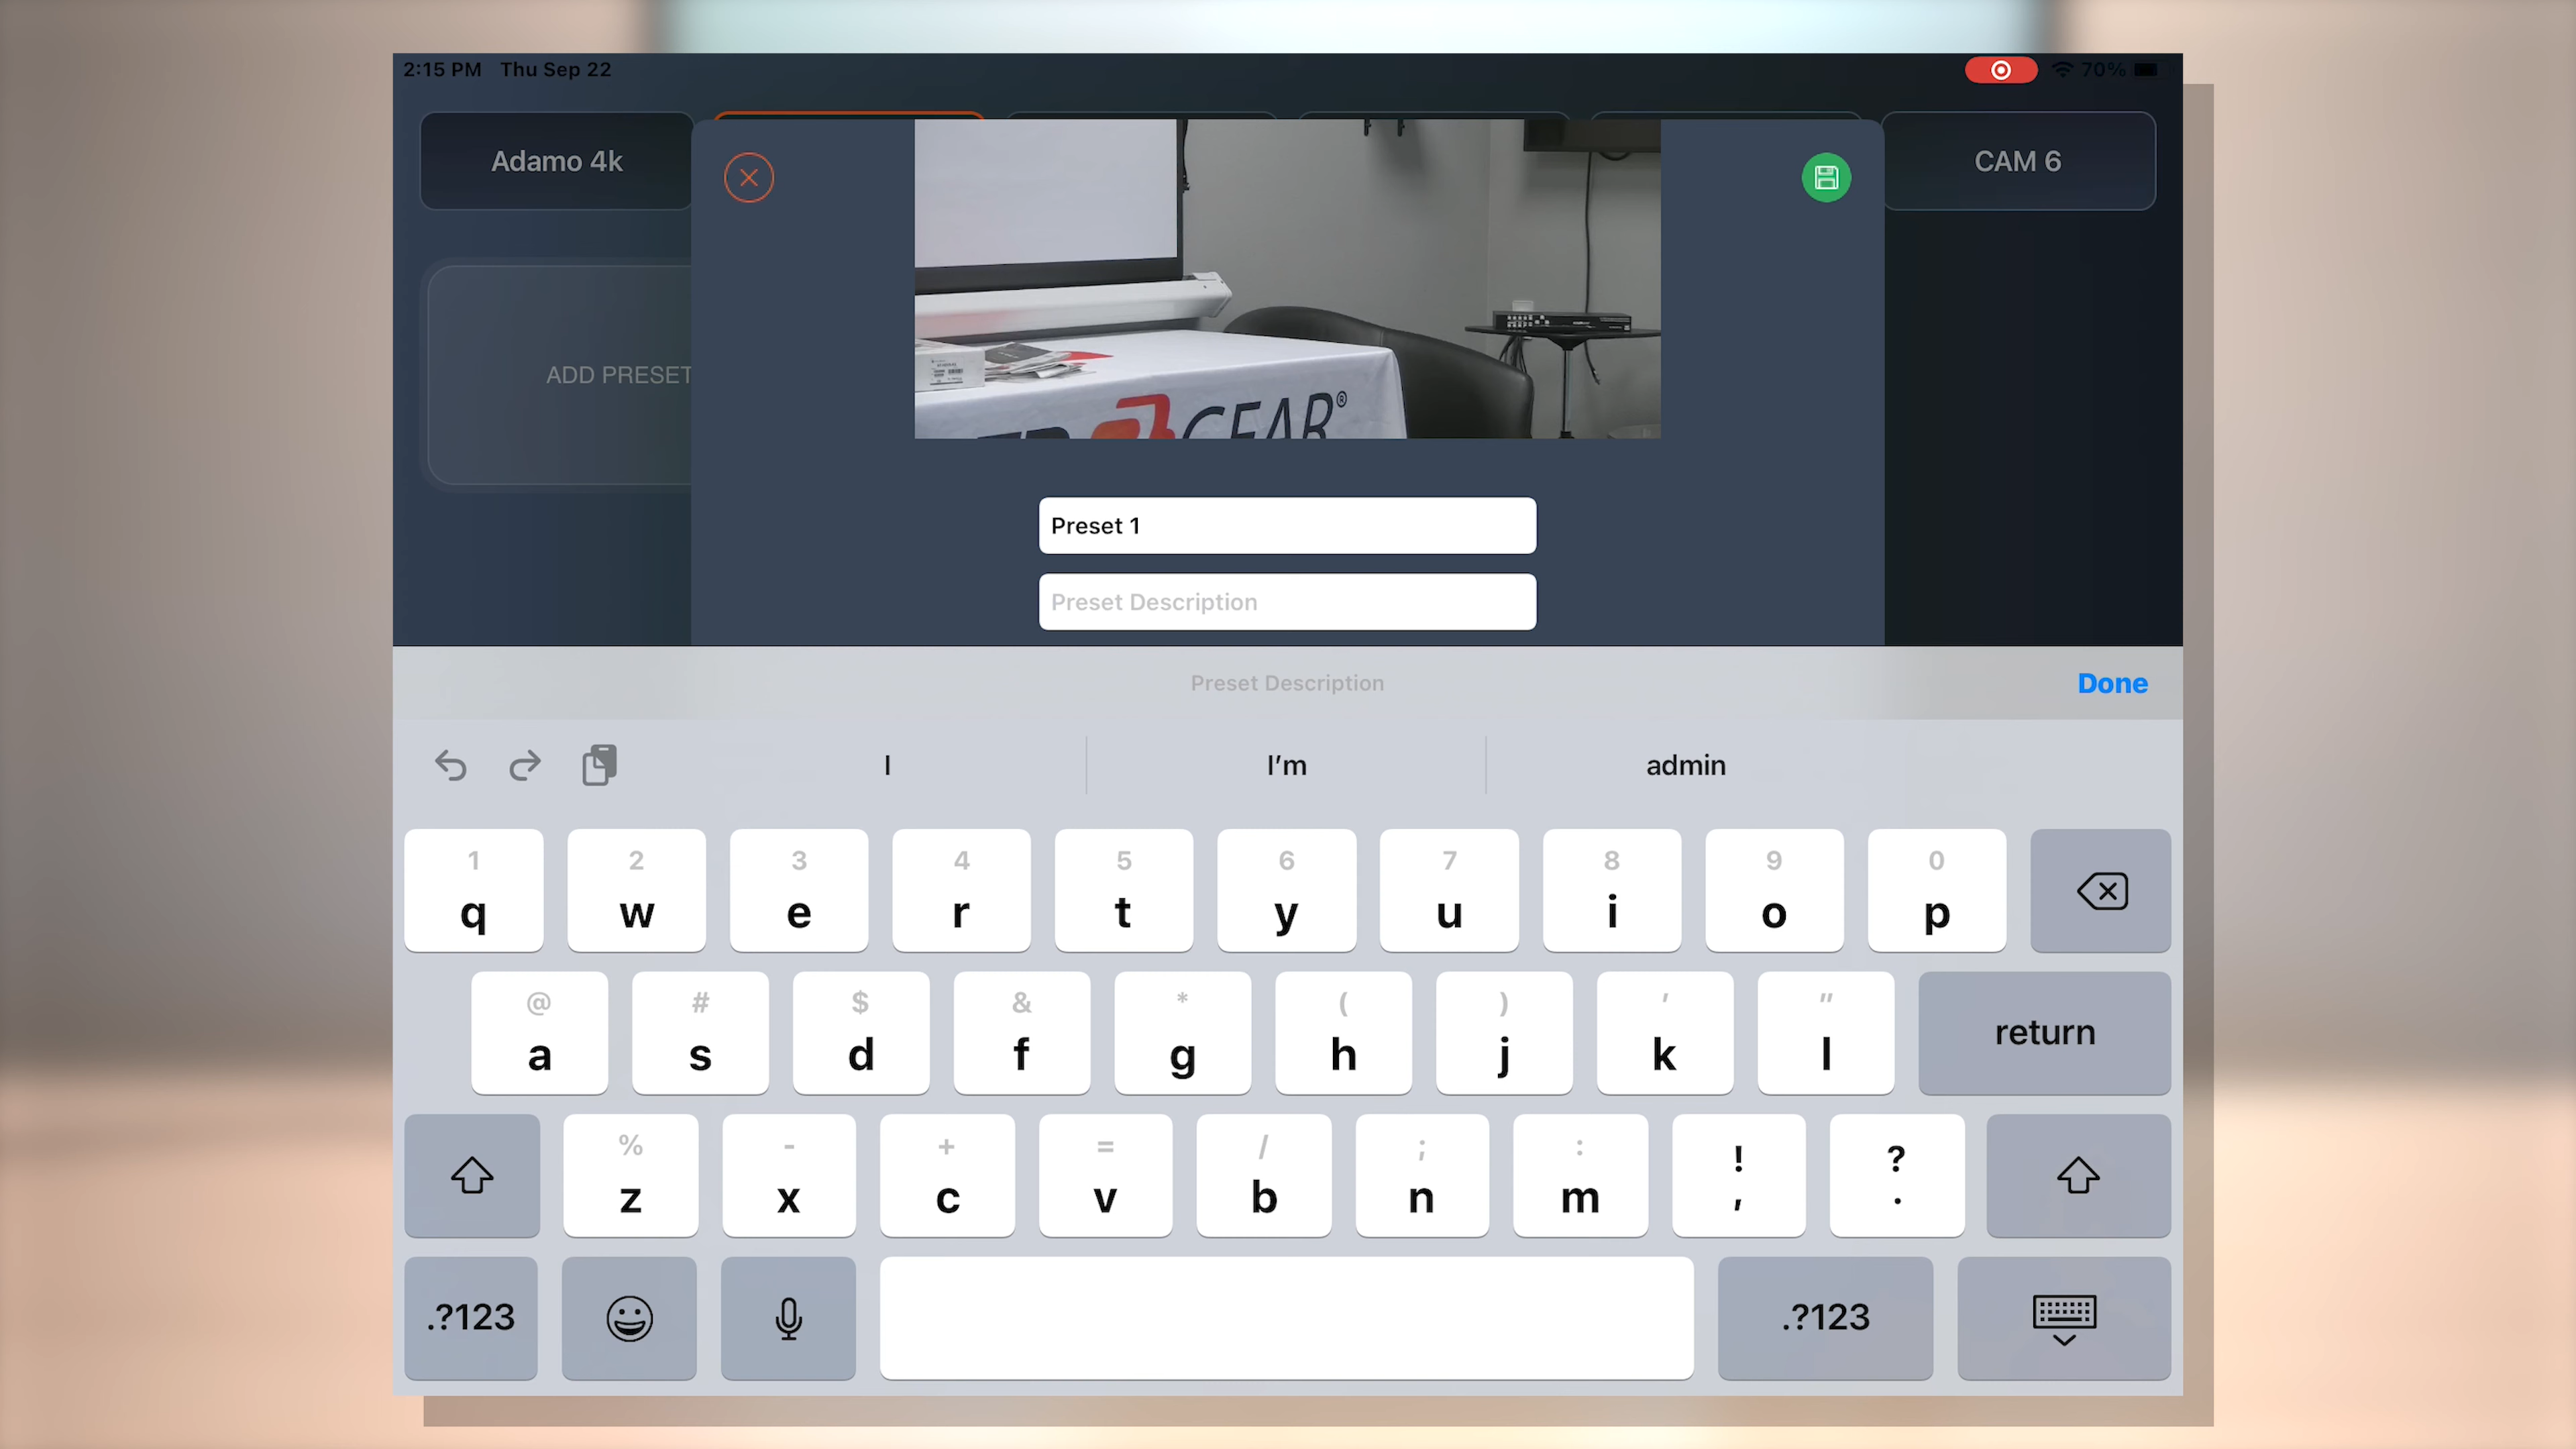 2:15 PM Thu Sep 22
70%
Adamo 4k
CAM 6
ADD PRESET
GEAR®
Preset 1
Preset Description
Preset Description
Done
I
I'm
admin
1 2 3 4 5 6 7 8 9 0
q w e r t y u i o p
@ # $ & * ( ) ' "
a s d f g h j k l
return
% - + = / ; : ! ?
z x c v b n m , .
.?123
.?123